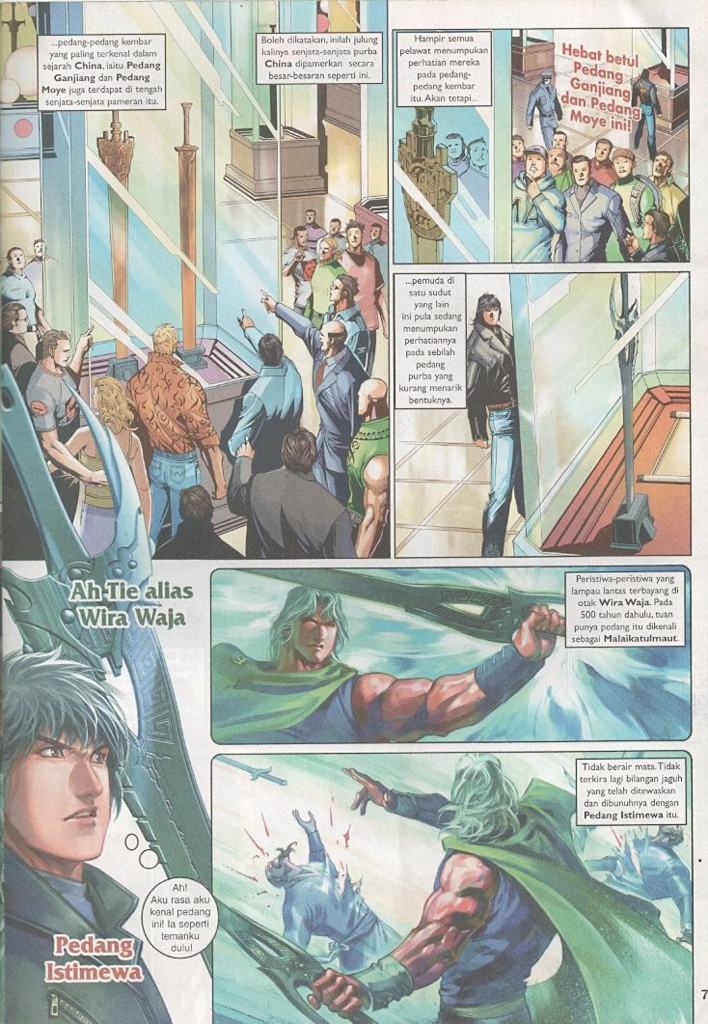 ...pedang-pedang kembar
yang paling terkenal dalam
sejarah China, iaitu Pedang
Ganjiang dan Pedang
Moye juga terdapat di tengah
senjata-senjata pameran itu.
Boleh dikatakan, inilah julung
kalinya senjata-senjata purba
China dipamerkan secara
besar-besaran seperti ini.
Hampir semua
pelawat menumpukan
perhatian mereka
pada pedang-
pedang kembar
itu. Akan tetapi...
Hebat betul
Pedang
Ganjiang
dan Pedang
Moye ini!
...pemuda di
satu sudut
yang lain
ini pula sedang
menumpukan
perhatiannya
pada sebilah
pedang
purba yang
kurang menarik
bentuknya.
Ah Tie alias
Wira Waja
Peristiwa-peristiwa yang
lampau lantas terbayang di
otak Wira Waja. Pada
500 tahun dahulu, tuan
punya pedang itu dikenali
sebagai Malaikatulmaut.
Tidak berair mata. Tidak
terkira lagi bilangan jaguh
yang telah ditewaskan
dan dibunuhnya dengan
Pedang Istimewa itu.
Ah!
Aku rasa aku
kenal pedang
ini! Ia seperti
temanku
dulu!
Pedang
Istimewa
7